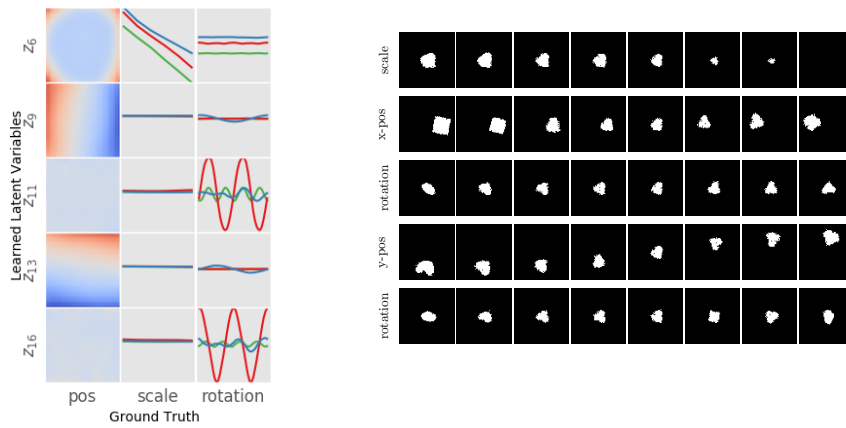 Learned Latent Variables
Z6
Z9
Z11
Z13
Z16
pos scale rotation
Ground Truth
scale
x-pos
rotation
y-pos
rotation